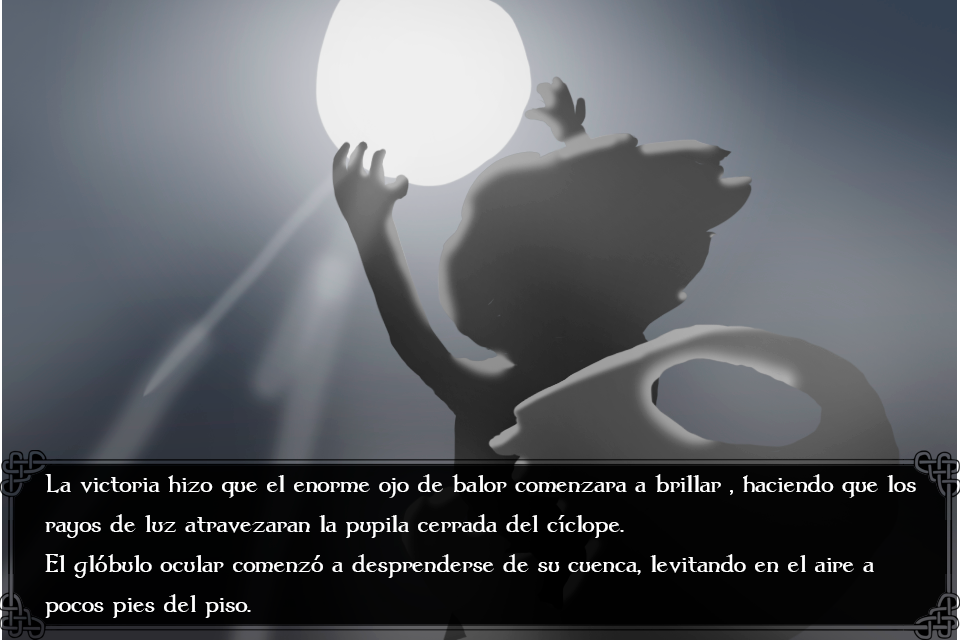 La victoria hizo que el enorme ojo de balor comenzara a brillar , haciendo que los
rayos de luz atravezaran la pupila cerrada del cíclope.
El glóbulo ocular comenzó a desprenderse de su cuenca, levitando en el aire a
pocos pies del piso.